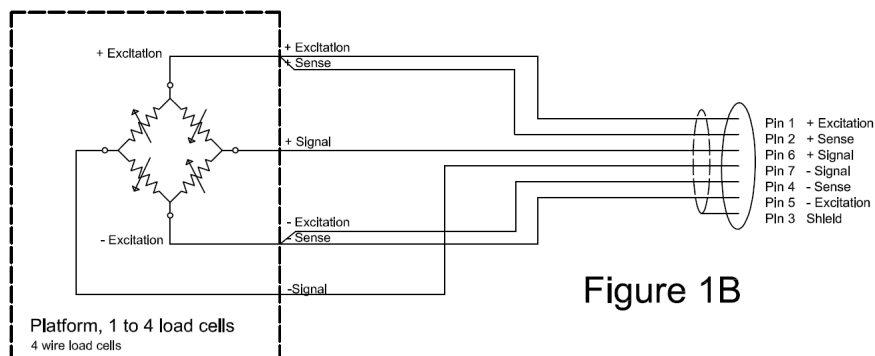 + Excitation
+ Excitation
+ Sense
+ Signal
- Excitation
- Excitation
- Sense
-Signal
Pin 1 + Excitation
Pin 2 + Sense
Pin 6 + Signal
Pin 7 - Signal
Pin 4 - Sense
Pin 5 - Excitation
Pin 3 Shield
Figure 1B
Platform, 1 to 4 load cells
4 wire load cells